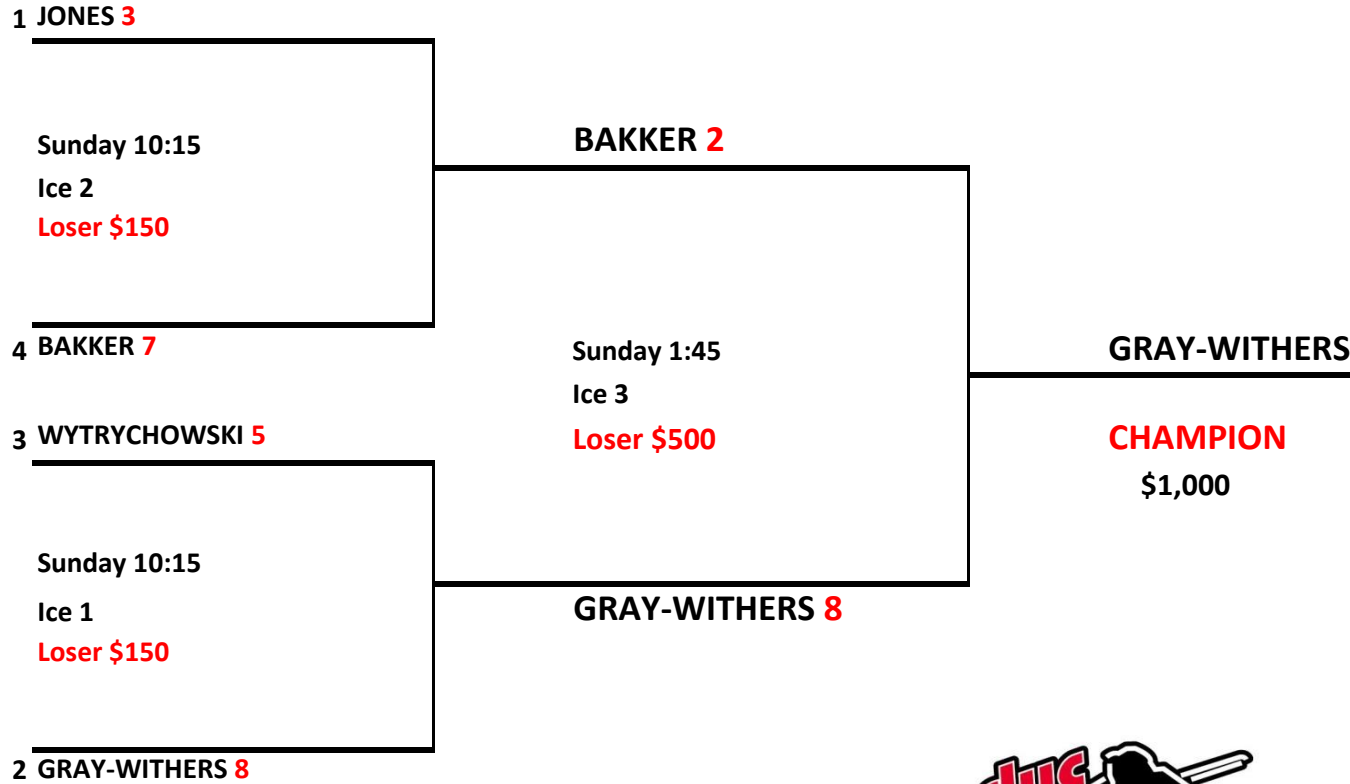 1 JONES 3
Sunday 10:15
Ice 2
Loser $150
4 BAKKER 7
BAKKER 2
3 WYTRYCHOWSKI 5
Sunday 10:15
Ice 1
Loser $150
2 GRAY-WITHERS 8
Sunday 1:45
Ice 3
Loser $500
GRAY-WITHERS 8
GRAY-WITHERS
CHAMPION
$1,000